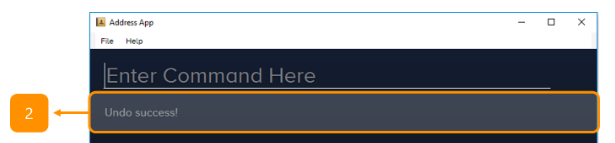 Address App
File Help
Enter Command Here
2
Undo success!